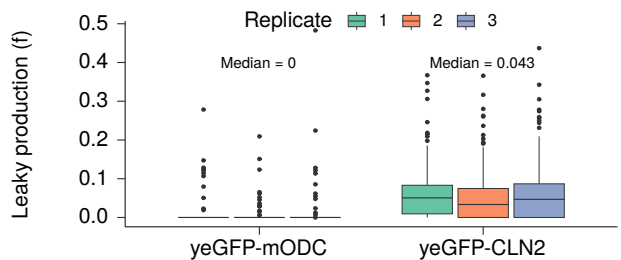 Replicate 1 2 3
Leaky production (f)
0.5
0.4
0.3
0.2
0.1
0.0
Median = 0
Median = 0.043
yeGFP-mODC
yeGFP-CLN2